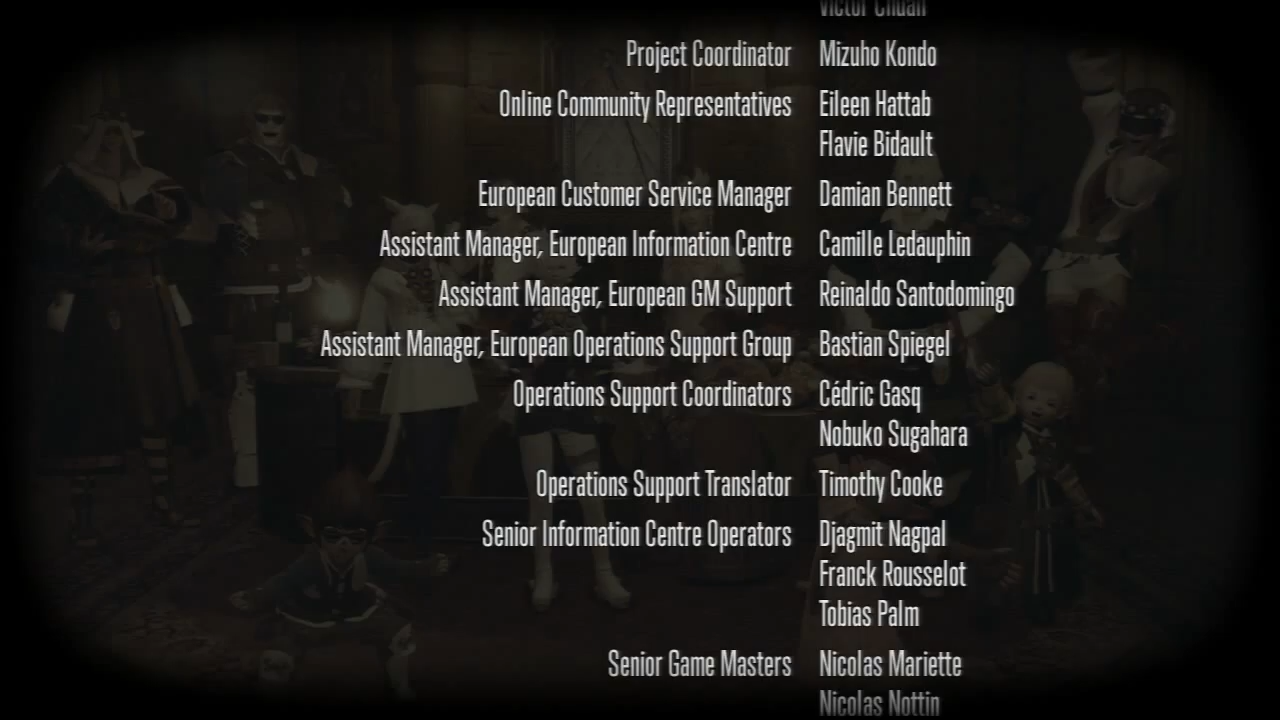 Victor Chuan
Project Coordinator Mizuho Kondo
Online Community Representatives Eileen Hattab
Flavie Bidault
European Customer Service Manager Damian Bennett
Assistant Manager, European Information Centre Camille Ledauphin
Assistant Manager, European GM Support Reinaldo Santodomingo
Assistant Manager, European Operations Support Group Bastian Spiegel
Operations Support Coordinators Cédric Gasq
Nobuko Sugahara
Operations Support Translator Timothy Cooke
Senior Information Centre Operators Djagmit Nagpal
Franck Rousselot
Tobias Palm
Senior Game Masters Nicolas Mariette
Nicolas Nottin